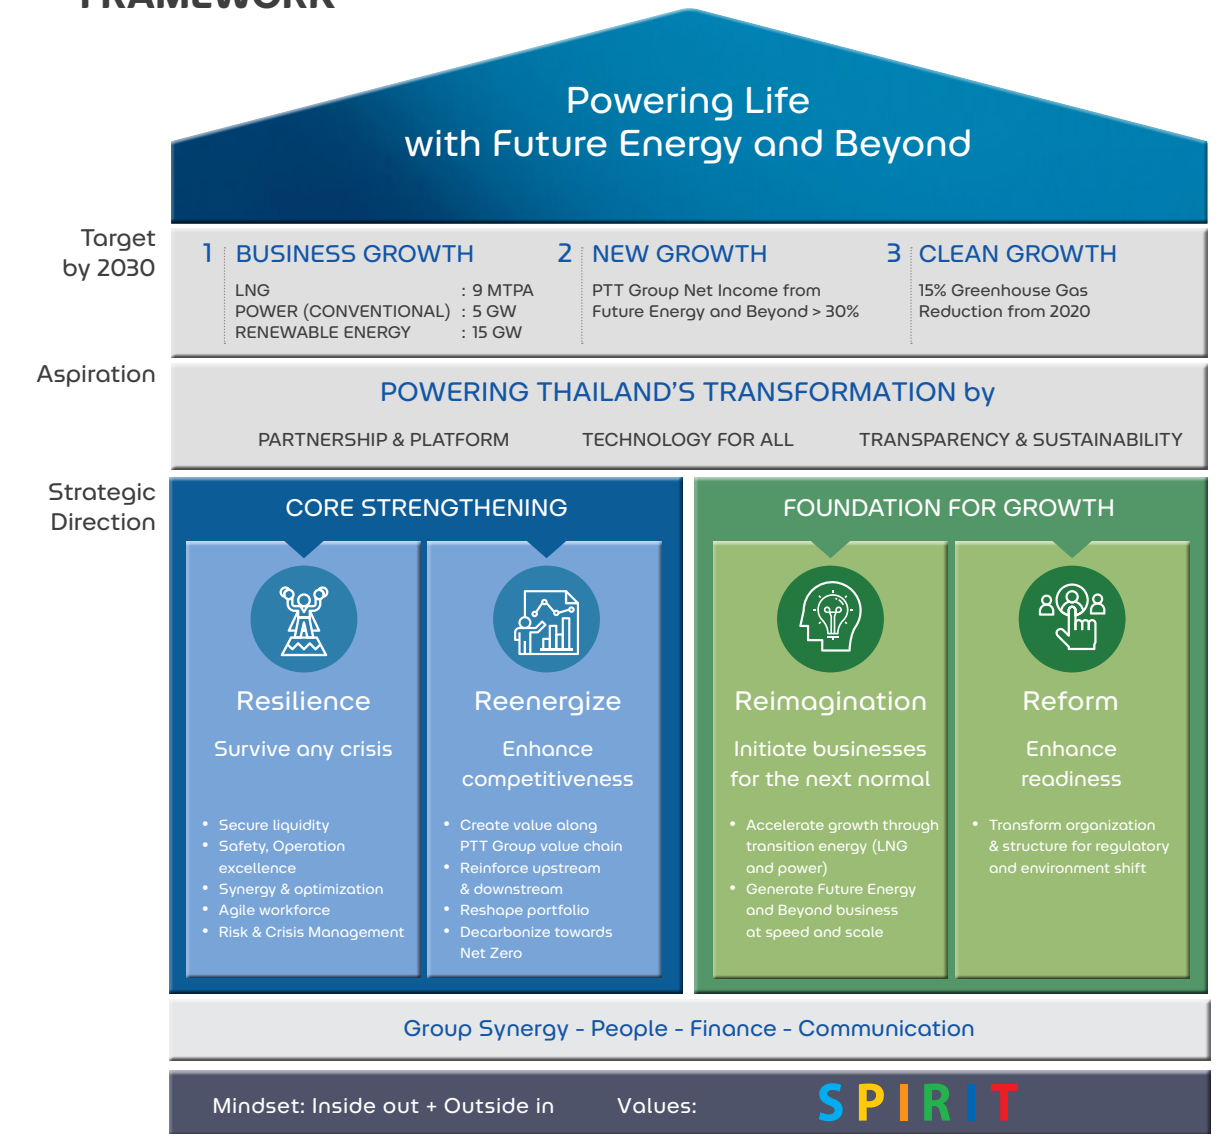 FRAMEWORK
Powering Life
with Future Energy and Beyond
Target
by 2030
1 BUSINESS GROWTH
LNG : 9 MTPA
POWER (CONVENTIONAL) : 5 GW
RENEWABLE ENERGY : 15 GW
2 NEW GROWTH
PTT Group Net Income from
Future Energy and Beyond > 30%
3 CLEAN GROWTH
15% Greenhouse Gas
Reduction from 2020
Aspiration
POWERING THAILAND'S TRANSFORMATION by
PARTNERSHIP & PLATFORM TECHNOLOGY FOR ALL TRANSPARENCY & SUSTAINABILITY
Strategic
Direction
CORE STRENGTHENING
Resilience
Survive any crisis
• Secure liquidity
• Safety, Operation
excellence
• Synergy & optimization
• Agile workforce
• Risk & Crisis Management
Reenergize
Enhance
competitiveness
• Create value along
PTT Group value chain
• Reinforce upstream
& downstream
• Reshape portfolio
• Decarbonize towards
Net Zero
FOUNDATION FOR GROWTH
Reimagination
Initiate businesses
for the next normal
• Accelerate growth through
transition energy (LNG
and power)
• Generate Future Energy
and Beyond business
at speed and scale
Reform
Enhance
readiness
• Transform organization
& structure for regulatory
and environment shift
Group Synergy - People - Finance - Communication
Mindset: Inside out + Outside in Values: SPIRIT